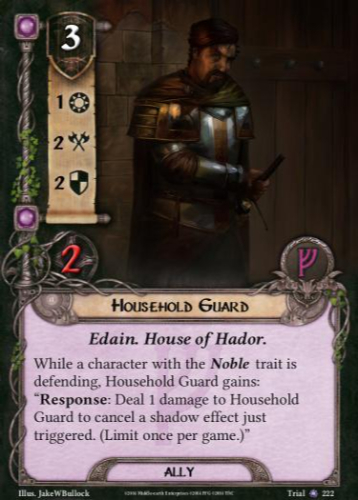 3
1
2
2
2
HOUSEHOLD GUARD
Edain. House of Hador.
While a character with the Noble trait is
defending, Household Guard gains:
"Response: Deal 1 damage to Household
Guard to cancel a shadow effect just
triggered. (Limit once per game.)"
ALLY
Illus. JakeWBullock
Trial 222